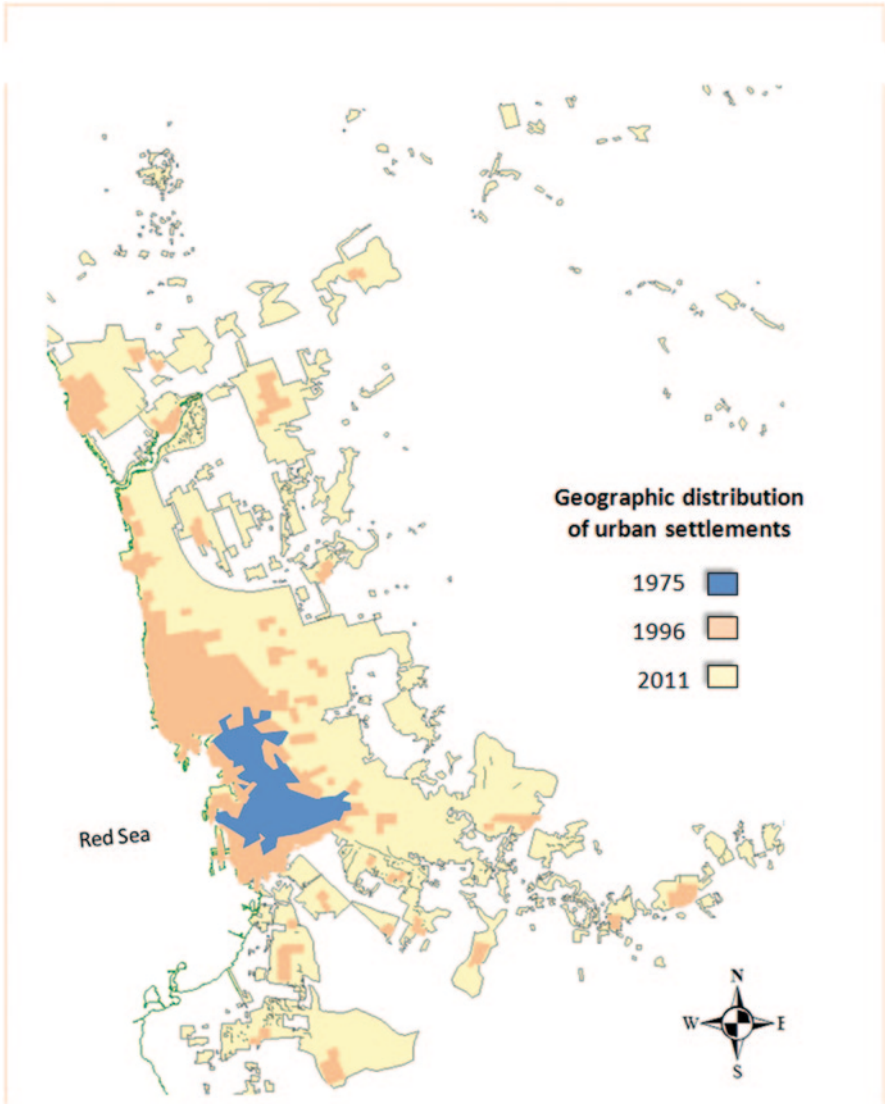 Geographic distribution
of urban settlements
1975
1996
2011
Red Sea
N
W E
S